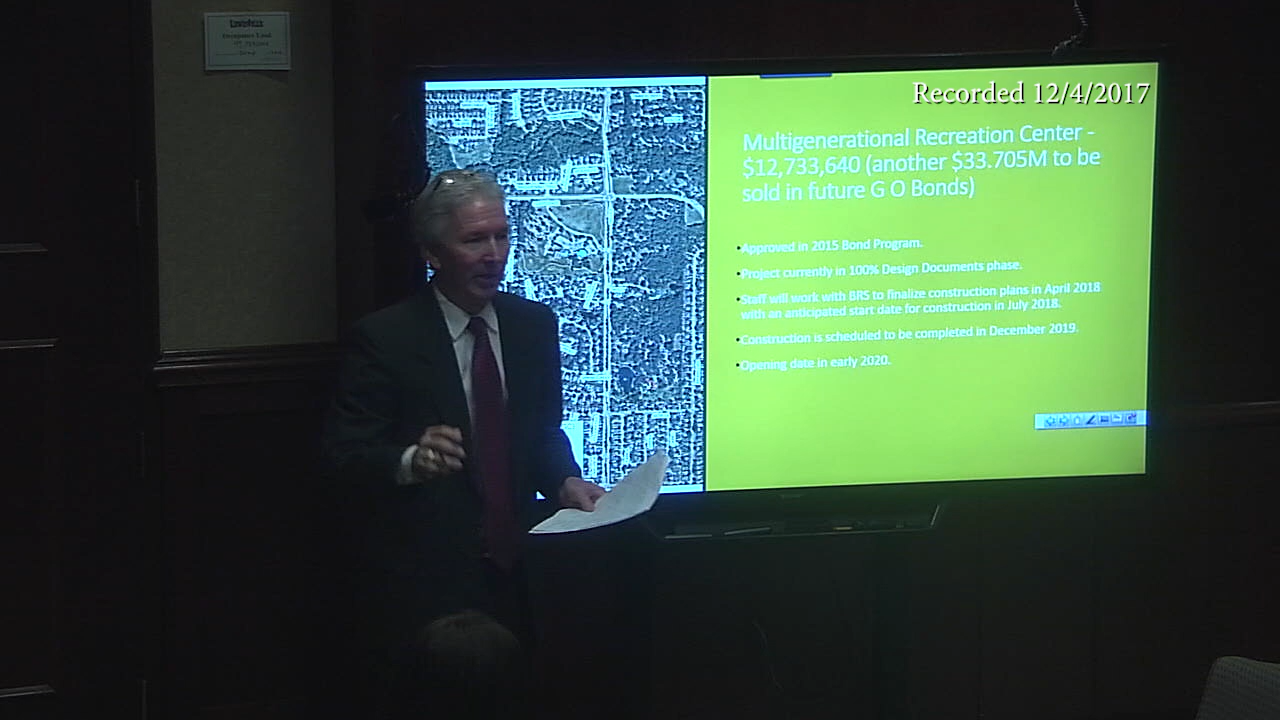 Lewisville
Occupancy Load
Recorded 12/4/2017
Multigenerational Recreation Center -
$12,733,640 (another $33.705M to be
sold in future G O Bonds)
•Approved in 2015 Bond Program.
•Project currently in 100% Design Documents phase.
•Staff will work with BRS to finalize construction plans in April 2018
with an anticipated start date for construction in July 2018.
•Construction is scheduled to be completed in December 2019.
•Opening date in early 2020.